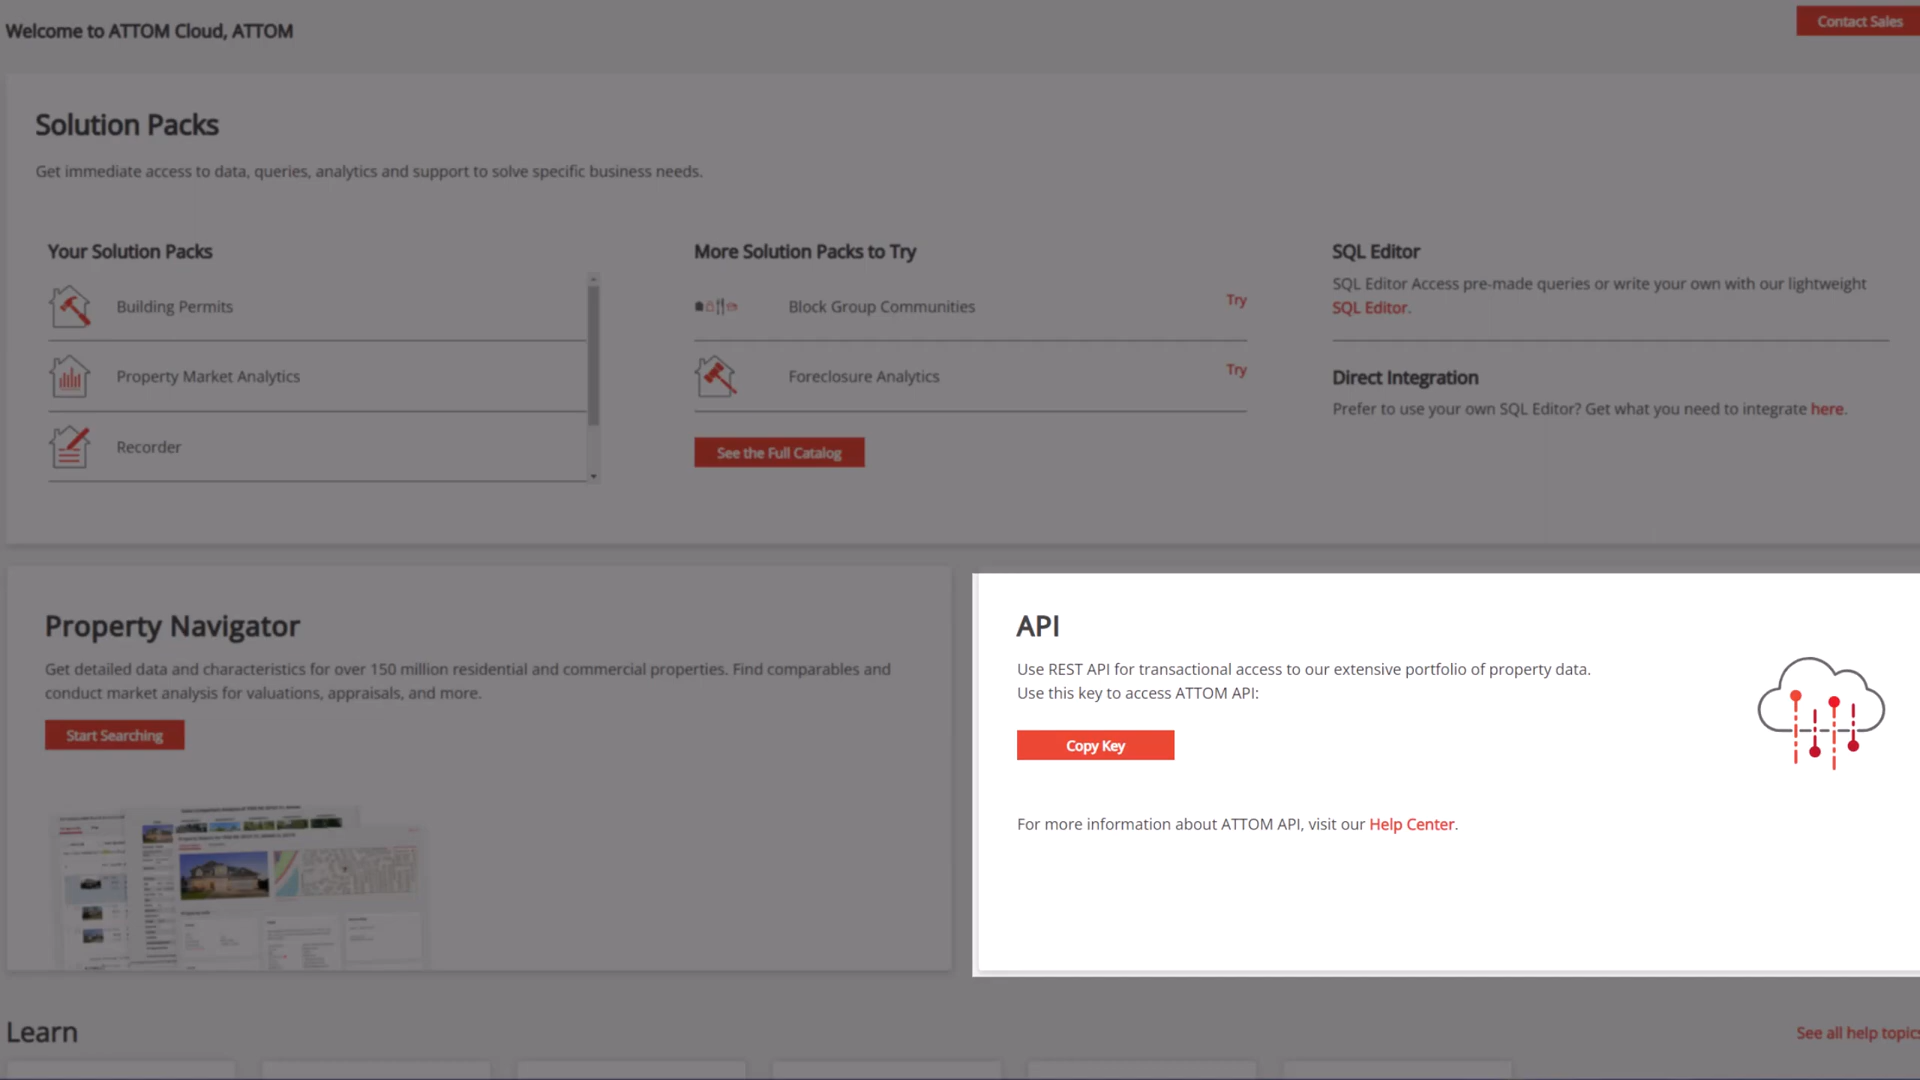 Welcome to ATTOM Cloud, ATTOM
Contact Sales
Solution Packs
Get immediate access to data, queries, analytics and support to solve specific business needs.
Your Solution Packs
Building Permits
Property Market Analytics
Recorder
More Solution Packs to Try
Block Group Communities
Try
Foreclosure Analytics
Try
See the Full Catalog
SQL Editor
SQL Editor Access pre-made queries or write your own with our lightweight
SQL Editor.
Direct Integration
Prefer to use your own SQL Editor? Get what you need to integrate here.
Property Navigator
Get detailed data and characteristics for over 150 million residential and commercial properties. Find comparables and
conduct market analysis for valuations, appraisals, and more.
Start Searching
API
Use REST API for transactional access to our extensive portfolio of property data.
Use this key to access ATTOM API:
Copy Key
For more information about ATTOM API, visit our Help Center.
Learn
See all help topics